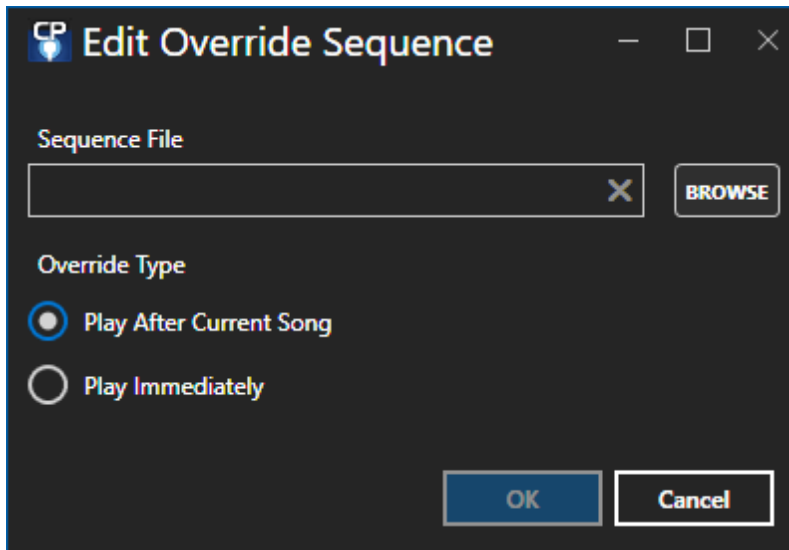 CP Edit Override Sequence
Sequence File
BROWSE
Override Type
Play After Current Song
Play Immediately
OK Cancel